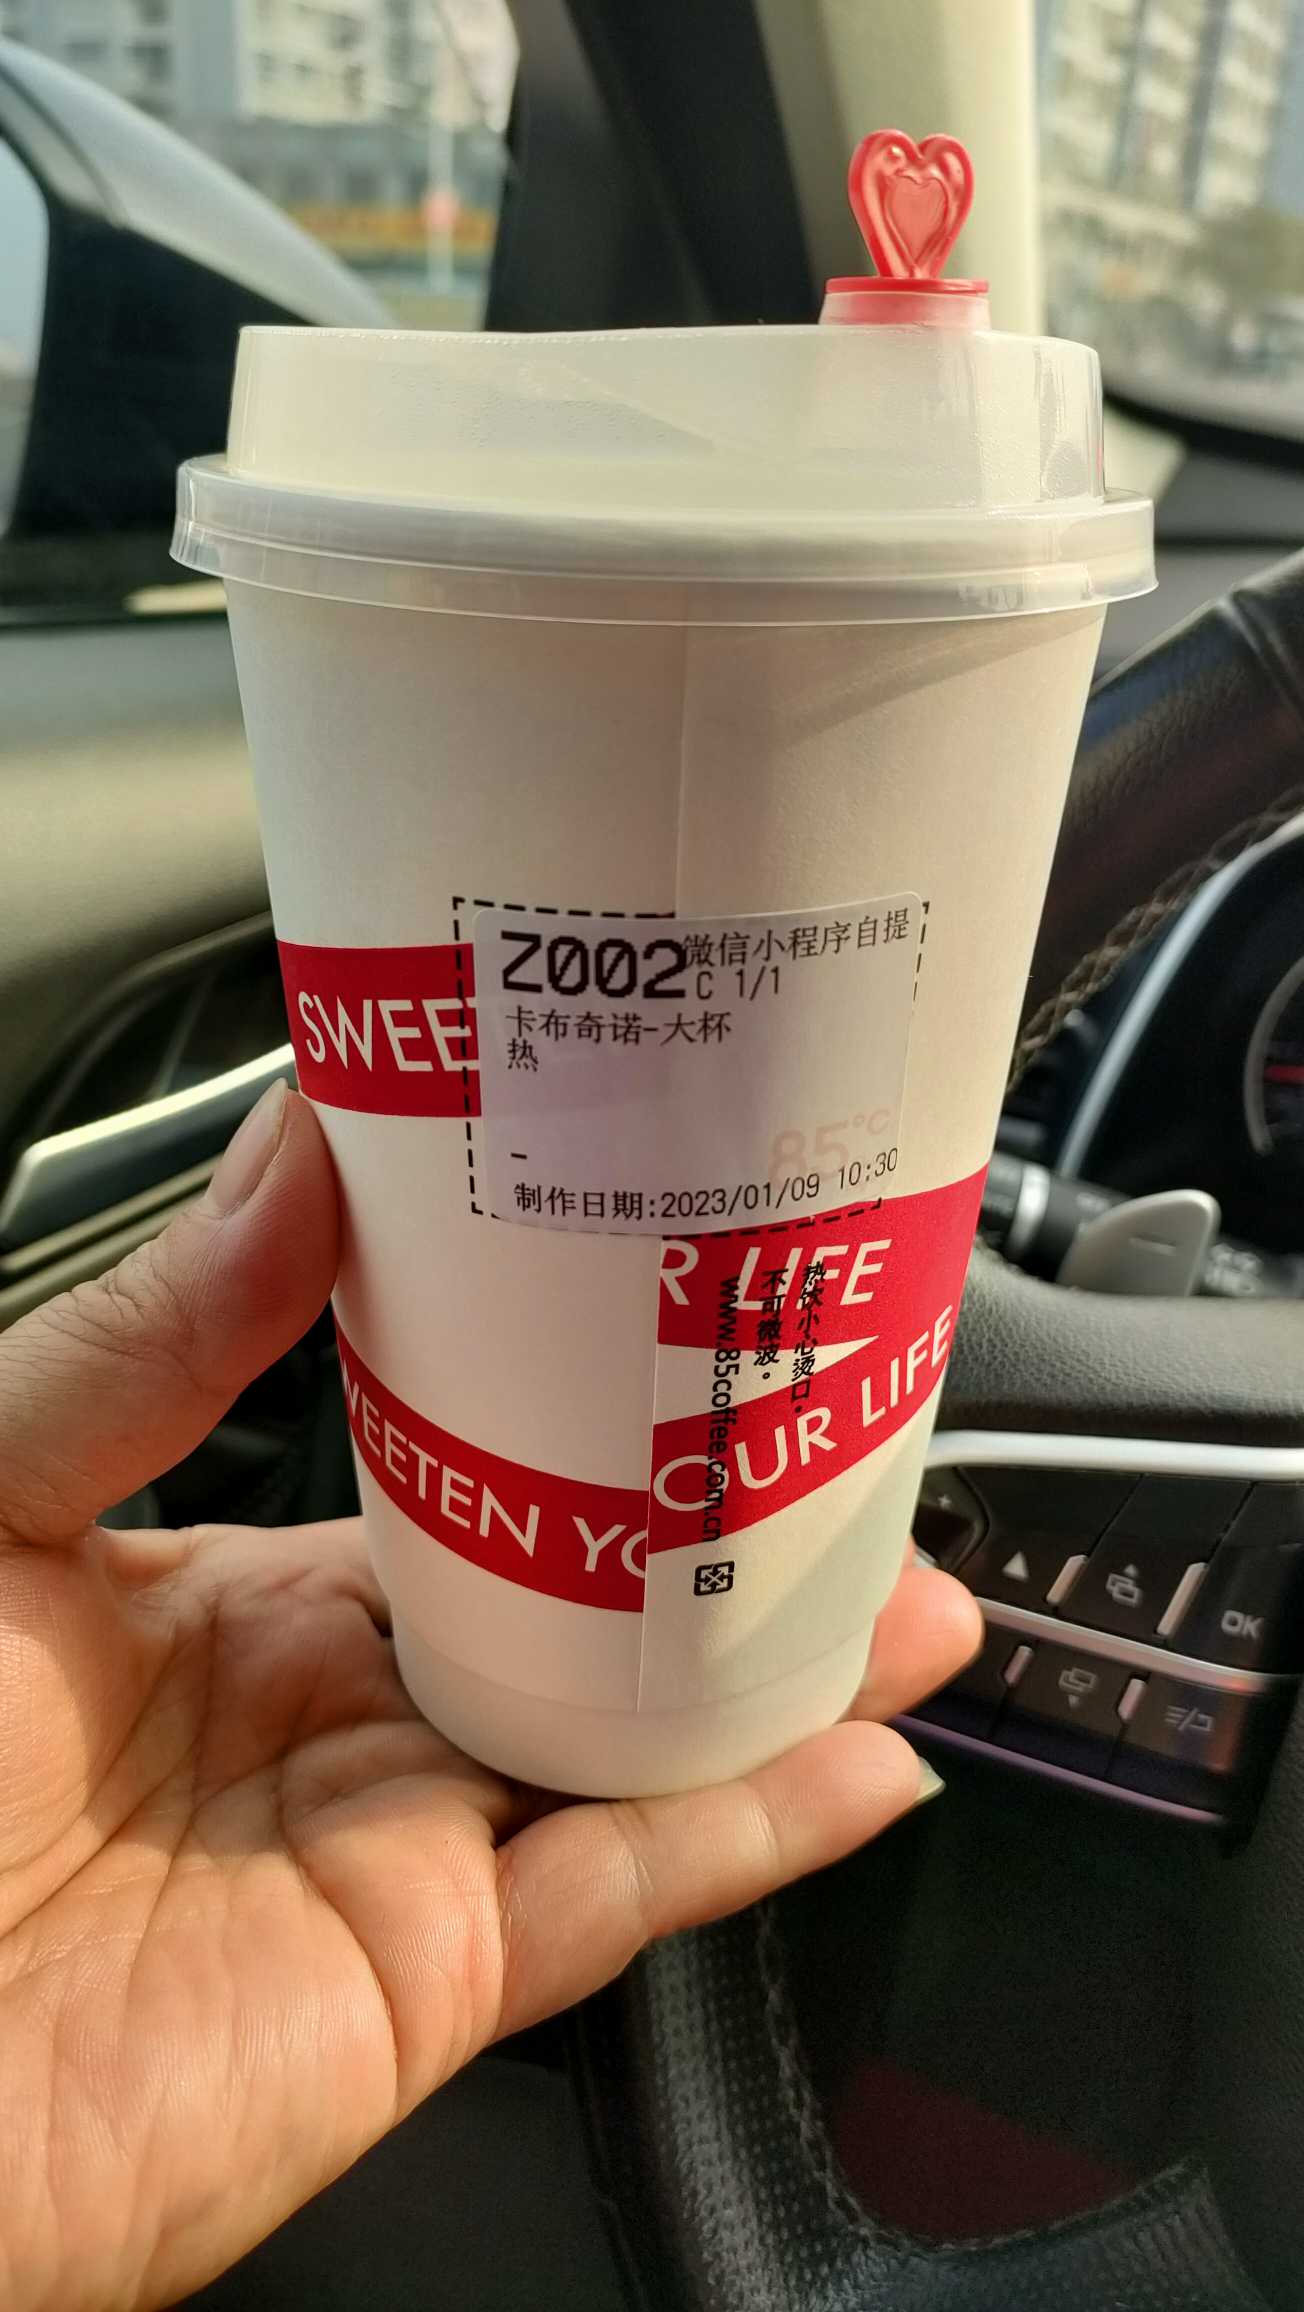 Z002 微信小程序自提
C 1/1
卡布奇诺-大杯
热
85°C
-
制作日期:2023/01/09 10:30
SWEET
R LIFE
WEETEN YO
OUR LIFE
热饮小心烫口.
不可微波。
www.85coffee.com.cn
OK